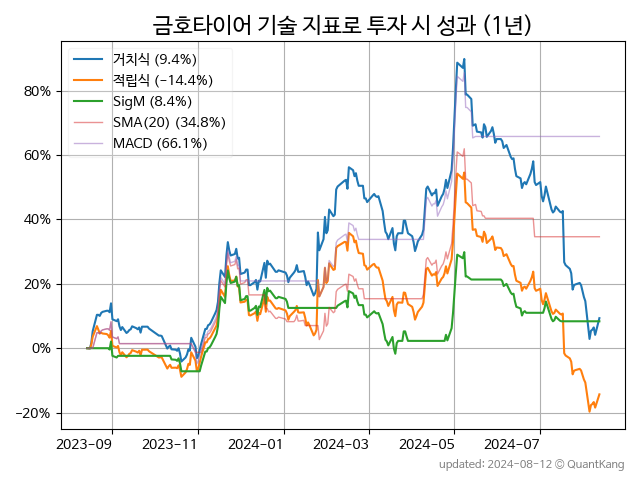 금호타이어 기술 지표로 투자 시 성과 (1년)
거치식 (9.4%)
적립식 (−14.4%)
SigM (8.4%)
SMA(20) (34.8%)
MACD (66.1%)
80%
60%
40%
20%
0%
−20%
2023-09
2023-11
2024-01
2024-03
2024-05
2024-07
updated: 2024-08-12 © QuantKang